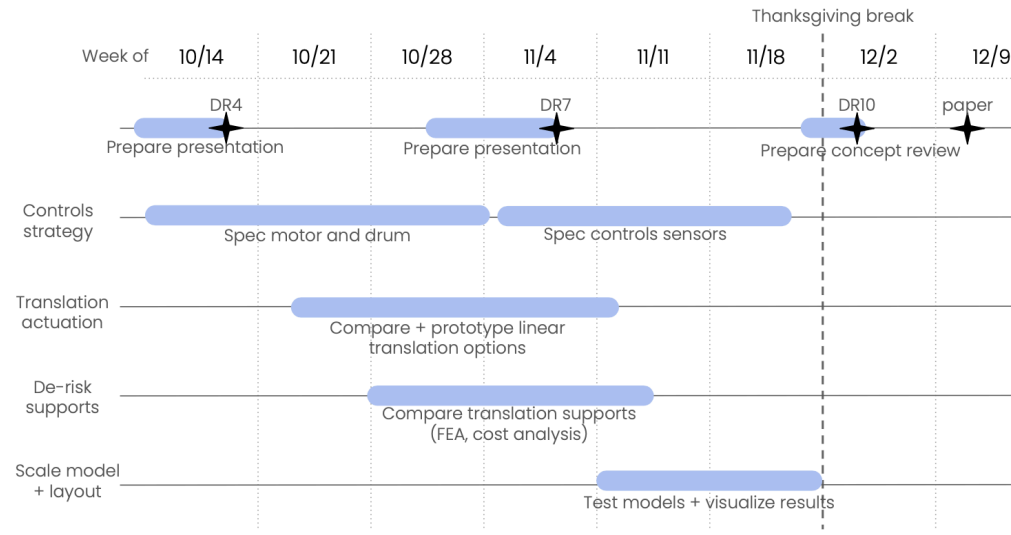 Thanksgiving break
Week of 10/14 10/21 10/28 11/4 11/11 11/18 12/2 12/9
DR4 DR7 DR10 paper
Prepare presentation Prepare presentation Prepare concept review
Controls
strategy
Spec motor and drum Spec controls sensors
Translation
actuation
Compare + prototype linear
translation options
De-risk
supports
Compare translation supports
(FEA, cost analysis)
Scale model
+ layout
Test models + visualize results